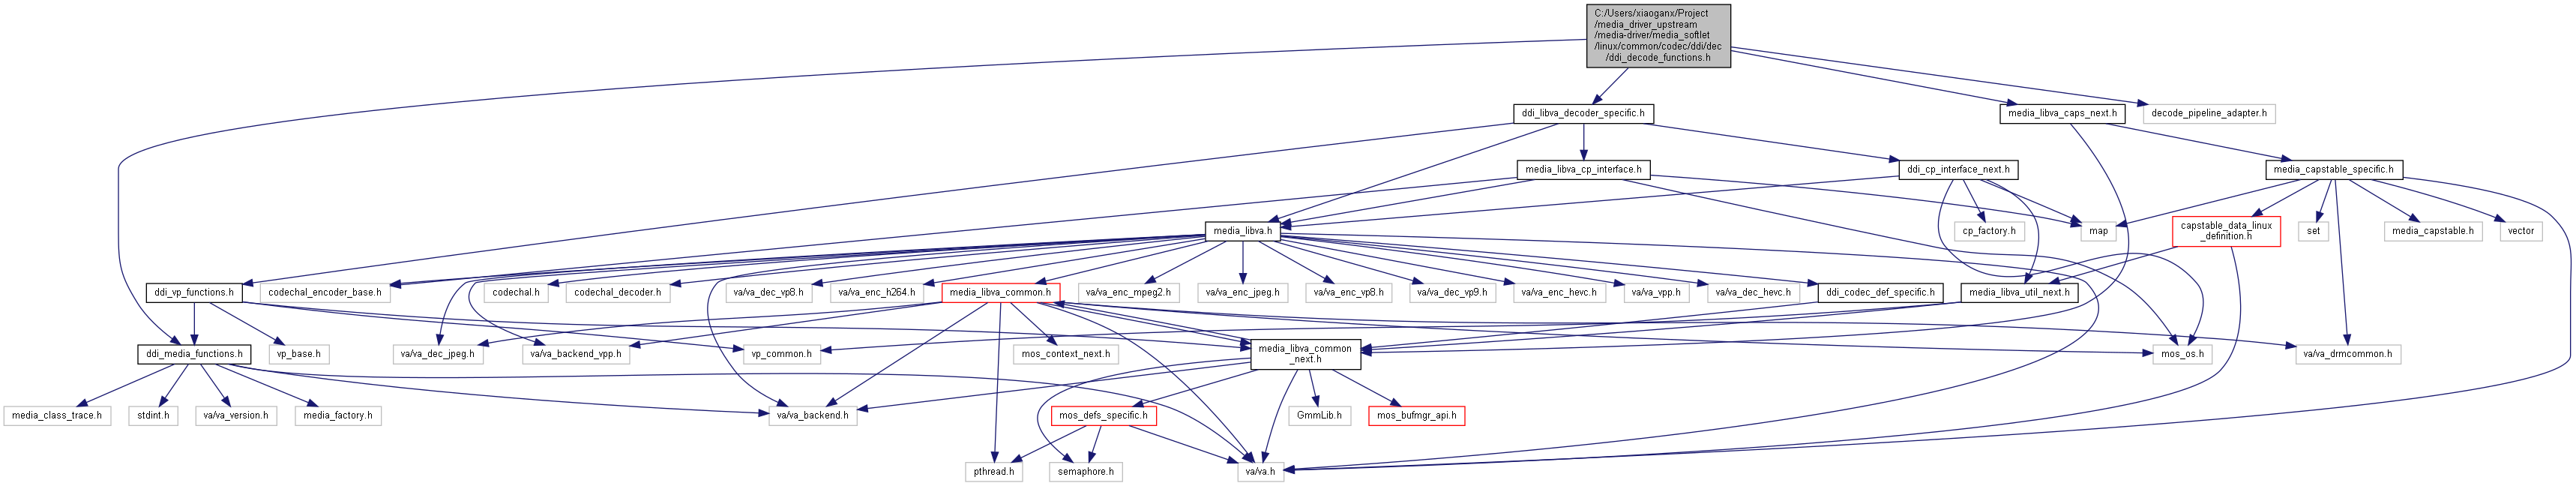 C:/Users/xiaoganx/Project
/media_driver_upstream
/media-driver/media_softlet
/linux/common/codec/ddi/dec
/ddi_decode_functions.h
ddi_libva_decoder_specific.h
media_libva_caps_next.h
decode_pipeline_adapter.h
media_libva_cp_interface.h
ddi_cp_interface_next.h
media_capstable_specific.h
media_libva.h
cp_factory.h
map
capstable_data_linux
_definition.h
set
media_capstable.h
vector
ddi_vp_functions.h
codechal_encoder_base.h
codechal.h
codechal_decoder.h
va/va_dec_vp8.h
va/va_enc_h264.h
media_libva_common.h
va/va_enc_mpeg2.h
va/va_enc_jpeg.h
va/va_enc_vp8.h
va/va_dec_vp9.h
va/va_enc_hevc.h
va/va_vpp.h
va/va_dec_hevc.h
ddi_codec_def_specific.h
media_libva_util_next.h
ddi_media_functions.h
vp_base.h
va/va_dec_jpeg.h
va/va_backend_vpp.h
vp_common.h
mos_context_next.h
media_libva_common
_next.h
mos_os.h
va/va_drmcommon.h
media_class_trace.h
stdint.h
va/va_version.h
media_factory.h
va/va_backend.h
mos_defs_specific.h
GmmLib.h
mos_bufmgr_api.h
pthread.h
semaphore.h
va/va.h